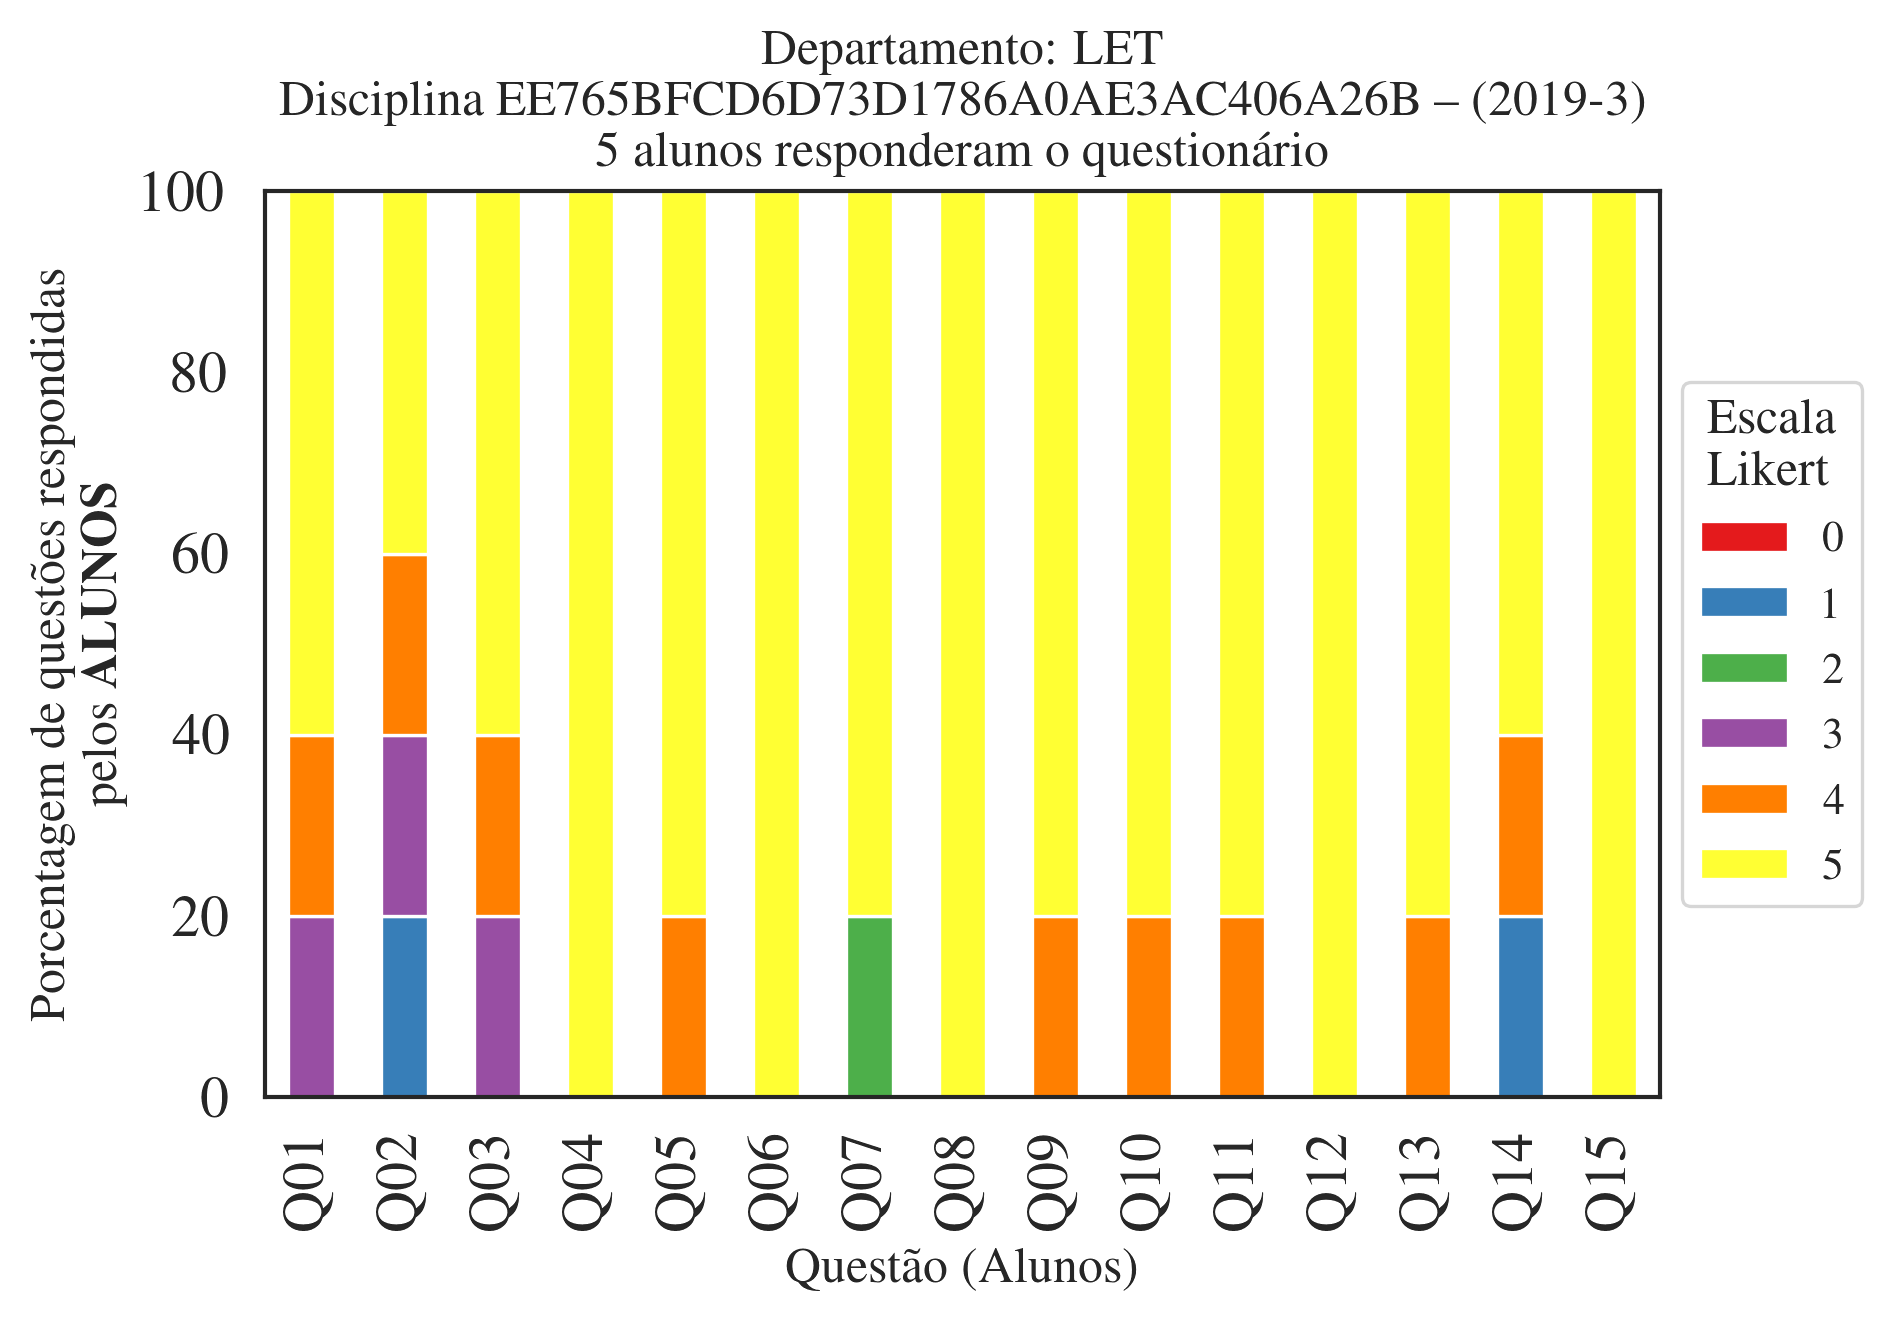 Departamento: LET
Disciplina EE765BFCD6D73D1786A0AE3AC406A26B – (2019-3)
5 alunos responderam o questionário
Porcentagem de questões respondidas
pelos ALUNOS
100
80
60
40
20
0
Q01
Q02
Q03
Q04
Q05
Q06
Q07
Q08
Q09
Q10
Q11
Q12
Q13
Q14
Q15
Questão (Alunos)
Escala
Likert
0
1
2
3
4
5